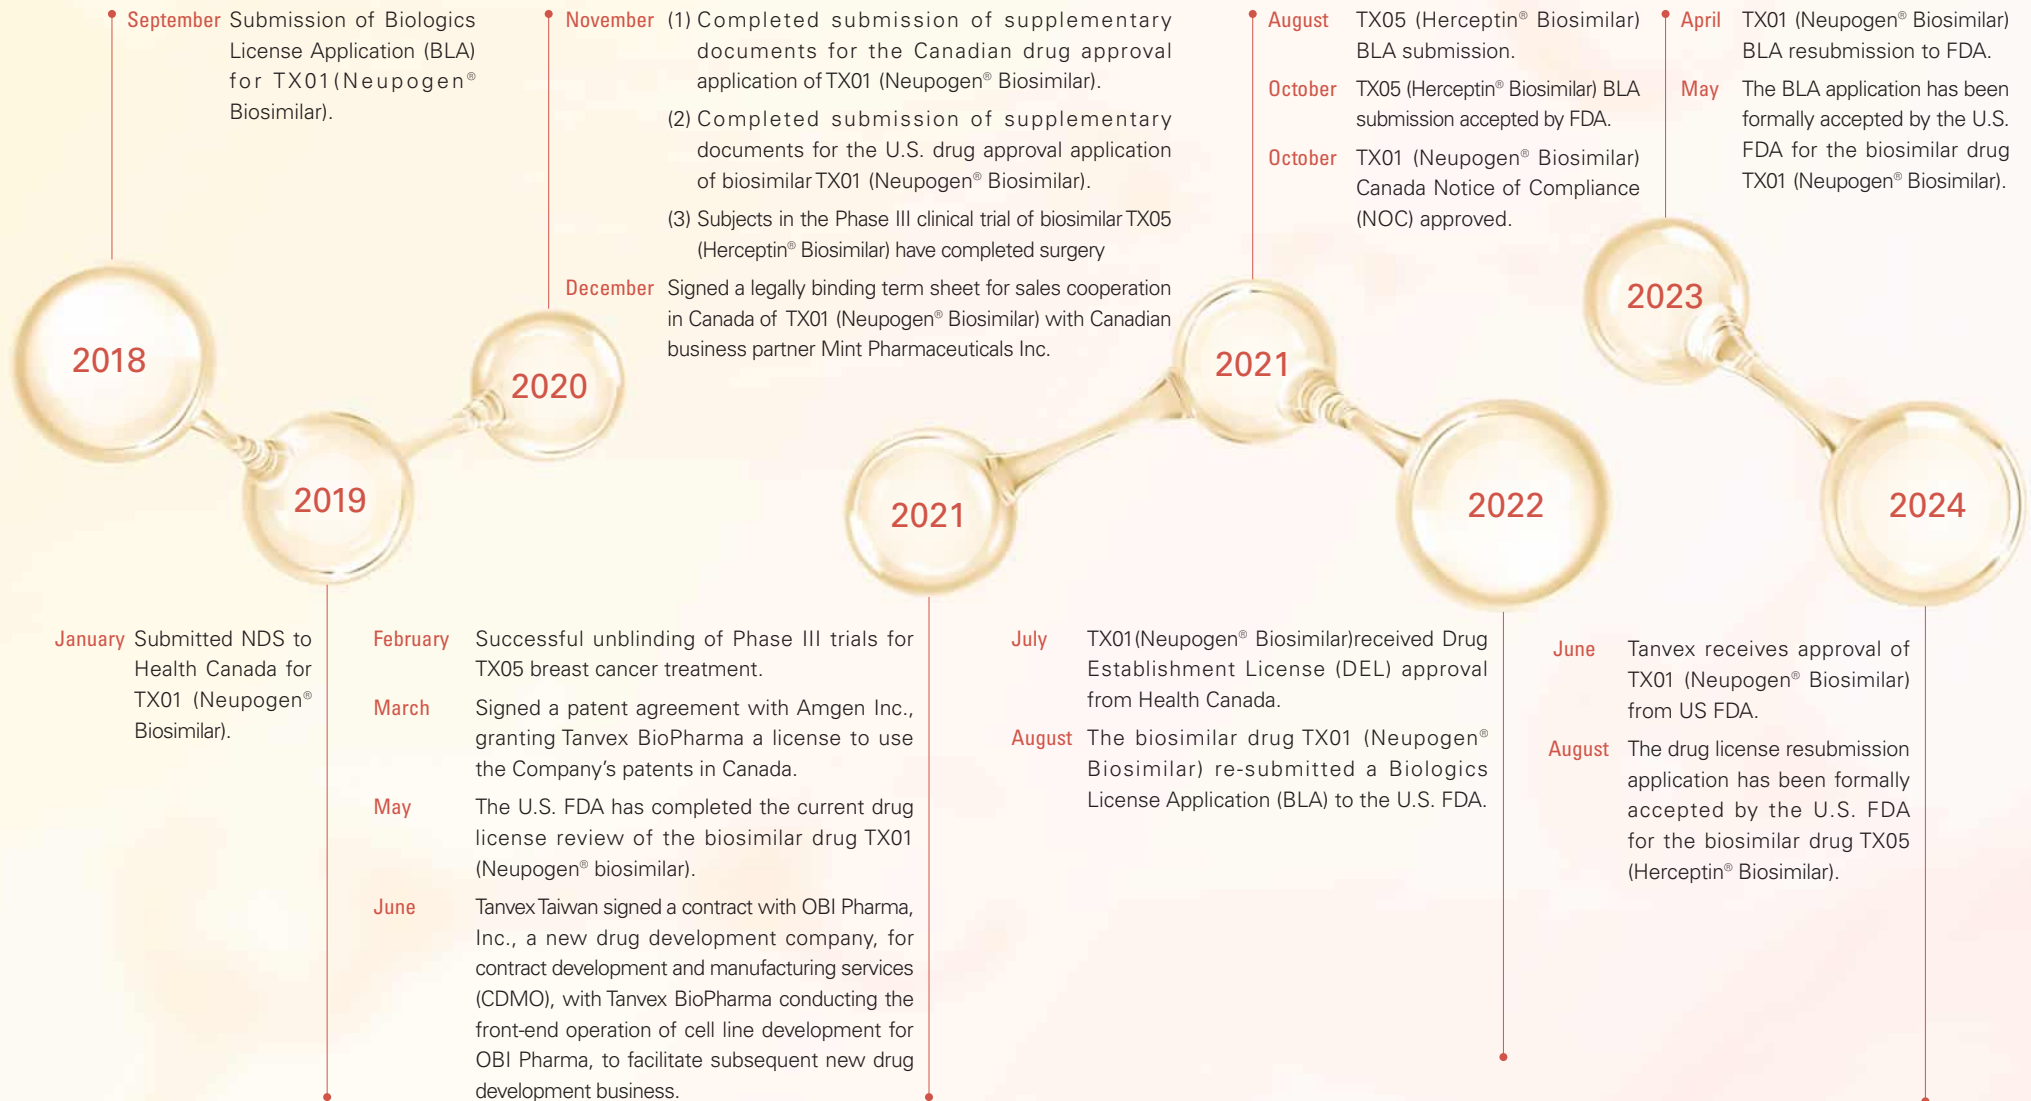 September Submission of Biologics
License Application (BLA)
for TX01(Neupogen®
Biosimilar).
2018
January Submitted NDS to
Health Canada for
TX01 (Neupogen®
Biosimilar).
2019
November (1) Completed submission of supplementary
documents for the Canadian drug approval
application of TX01 (Neupogen® Biosimilar).
(2) Completed submission of supplementary
documents for the U.S. drug approval application
of biosimilar TX01 (Neupogen® Biosimilar).
(3) Subjects in the Phase III clinical trial of biosimilar TX05
(Herceptin® Biosimilar) have completed surgery
December Signed a legally binding term sheet for sales cooperation
in Canada of TX01 (Neupogen® Biosimilar) with Canadian
business partner Mint Pharmaceuticals Inc.
2020
February Successful unblinding of Phase III trials for
TX05 breast cancer treatment.
March Signed a patent agreement with Amgen Inc.,
granting Tanvex BioPharma a license to use
the Company’s patents in Canada.
May The U.S. FDA has completed the current drug
license review of the biosimilar drug TX01
(Neupogen® biosimilar).
June Tanvex Taiwan signed a contract with OBI Pharma,
Inc., a new drug development company, for
contract development and manufacturing services
(CDMO), with Tanvex BioPharma conducting the
front-end operation of cell line development for
OBI Pharma, to facilitate subsequent new drug
development business.
2021
August TX05 (Herceptin® Biosimilar)
BLA submission.
October TX05 (Herceptin® Biosimilar) BLA
submission accepted by FDA.
October TX01 (Neupogen® Biosimilar)
Canada Notice of Compliance
(NOC) approved.
2021
July TX01(Neupogen® Biosimilar)received Drug
Establishment License (DEL) approval
from Health Canada.
August The biosimilar drug TX01 (Neupogen®
Biosimilar) re-submitted a Biologics
License Application (BLA) to the U.S. FDA.
2022
April TX01 (Neupogen® Biosimilar)
BLA resubmission to FDA.
May The BLA application has been
formally accepted by the U.S.
FDA for the biosimilar drug
TX01 (Neupogen® Biosimilar).
2023
June Tanvex receives approval of
TX01 (Neupogen® Biosimilar)
from US FDA.
August The drug license resubmission
application has been formally
accepted by the U.S. FDA
for the biosimilar drug TX05
(Herceptin® Biosimilar).
2024